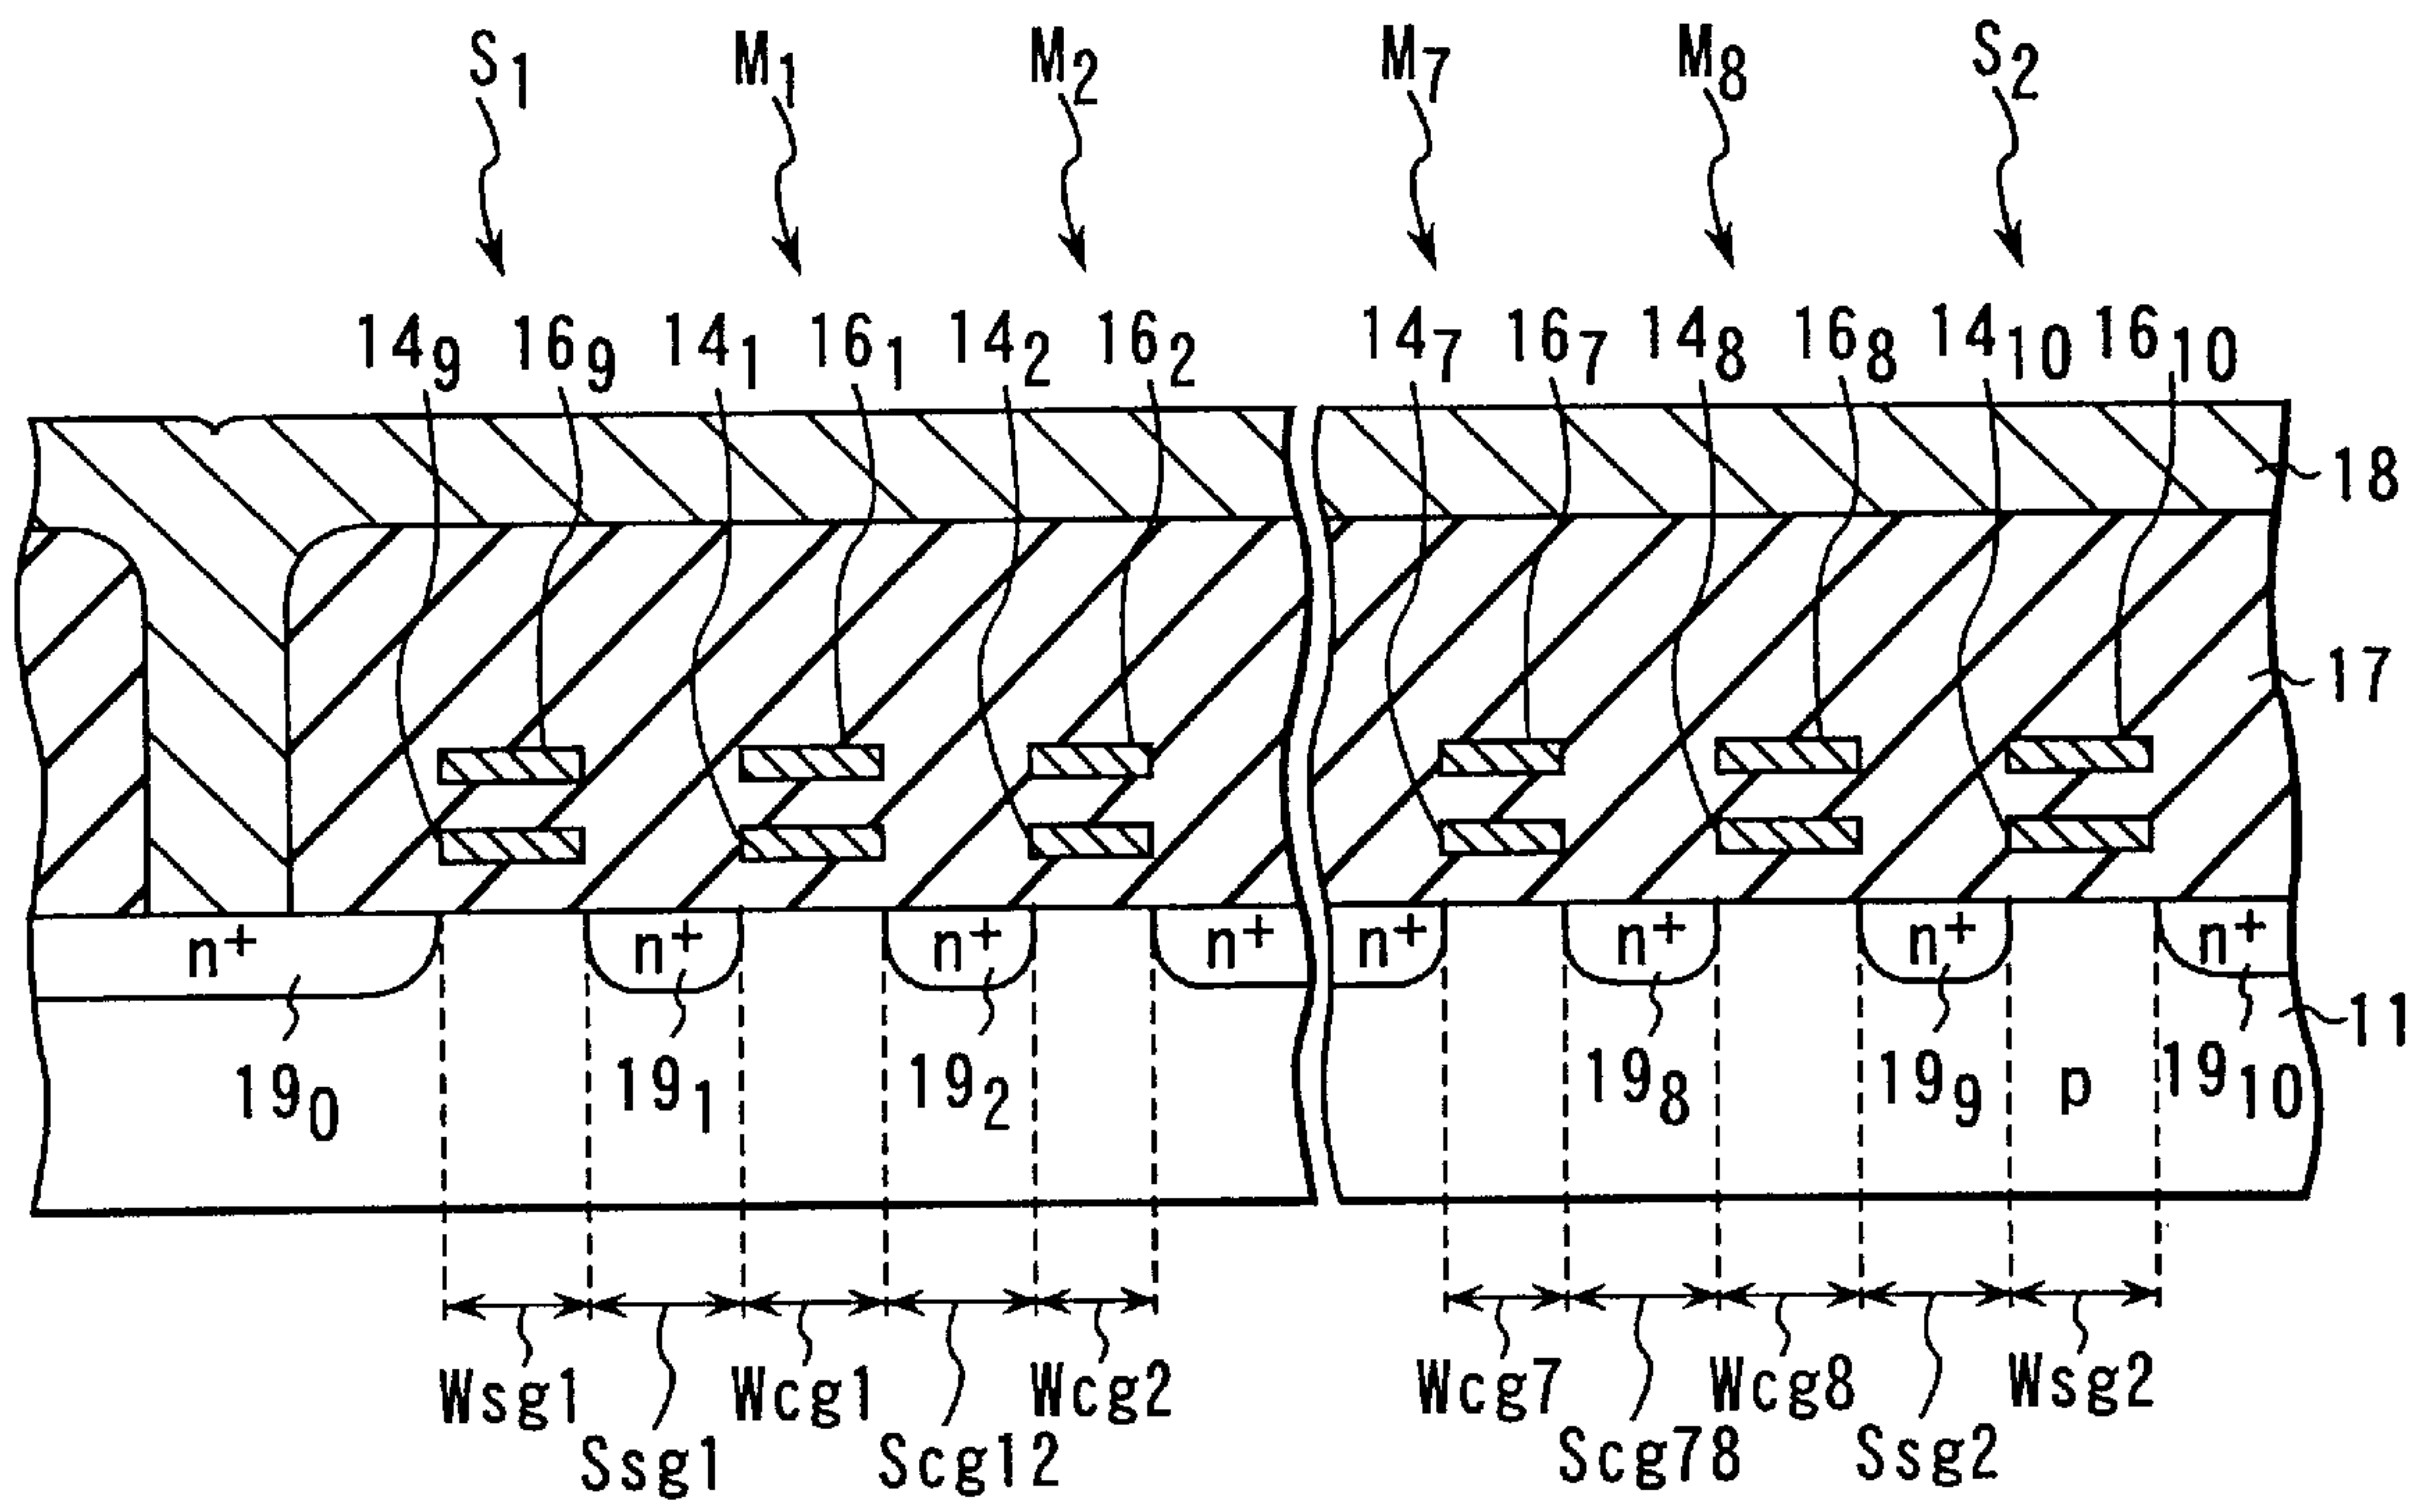 S1 M1 M2 M7 M8 S2
149 169 141 161 142 162 147 167 148 168 1410 1610
18
17
n+ n+ n+ n+ n+ n+ n+ n+
11
190 191 192 198 199 p 1910
Wsg1 Wcg1 Wcg2 Wcg7 Wcg8 Wsg2
Ssg1 Scg12 Scg78 Ssg2